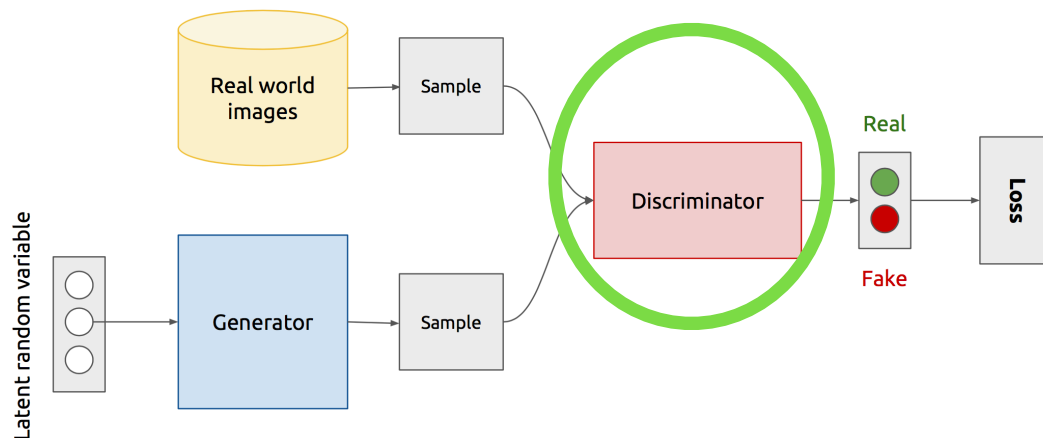 Real world
images
Sample
Discriminator
Real
Fake
Loss
Latent random variable
Generator
Sample